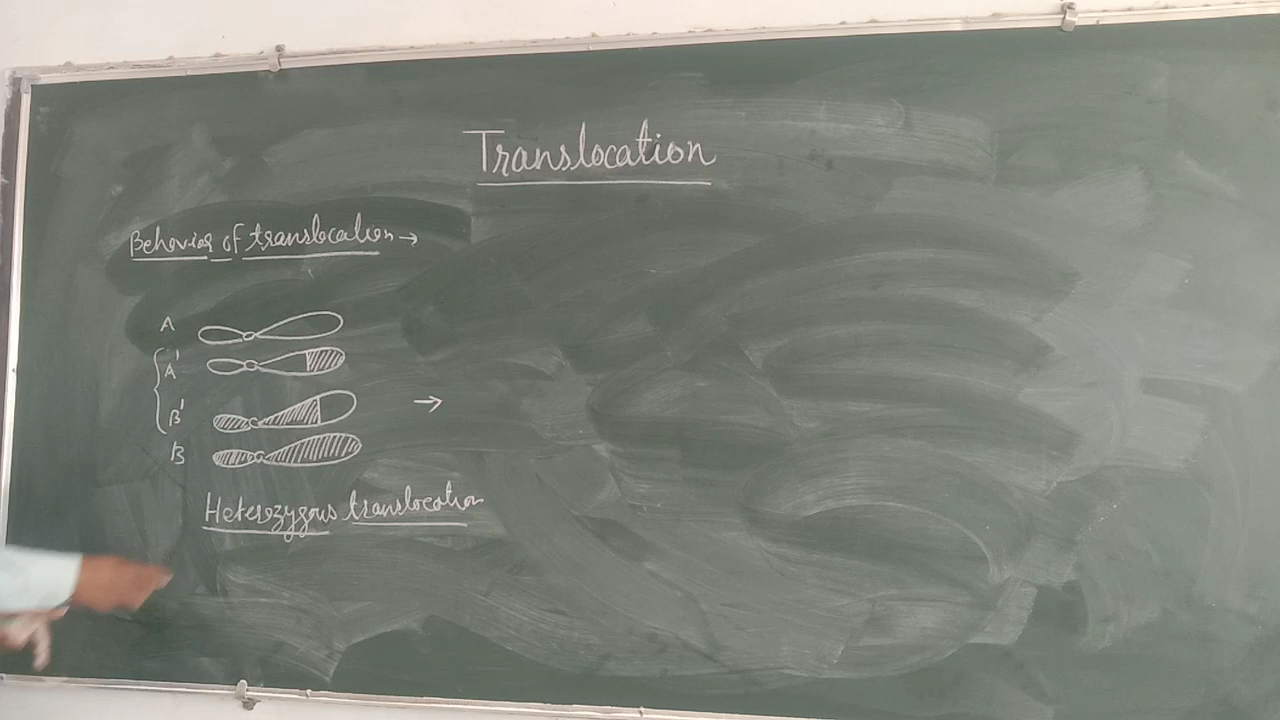 Translocation
Behavior of translocation →
A
A'
B'
→
B
Heterozygous translocation